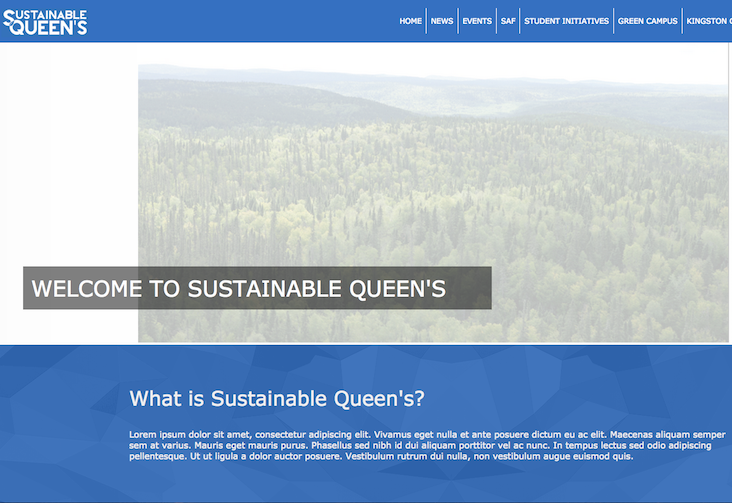 SUSTAINABLE
QUEEN'S
HOME NEWS EVENTS SAF STUDENT INITIATIVES GREEN CAMPUS KINGSTON
WELCOME TO SUSTAINABLE QUEEN'S
What is Sustainable Queen's?
Lorem ipsum dolor sit amet, consectetur adipiscing elit. Vivamus eget nulla et ante posuere dictum eu ac elit. Maecenas aliquam semper
sem at varius. Mauris eget mauris purus. Phasellus sed nibh id dui aliquam porttitor vel ac nunc. In tempus lectus sed odio adipiscing
pellentesque. Ut ut ligula a dolor auctor posuere. Vestibulum rutrum dui nulla, non vestibulum augue euismod quis.